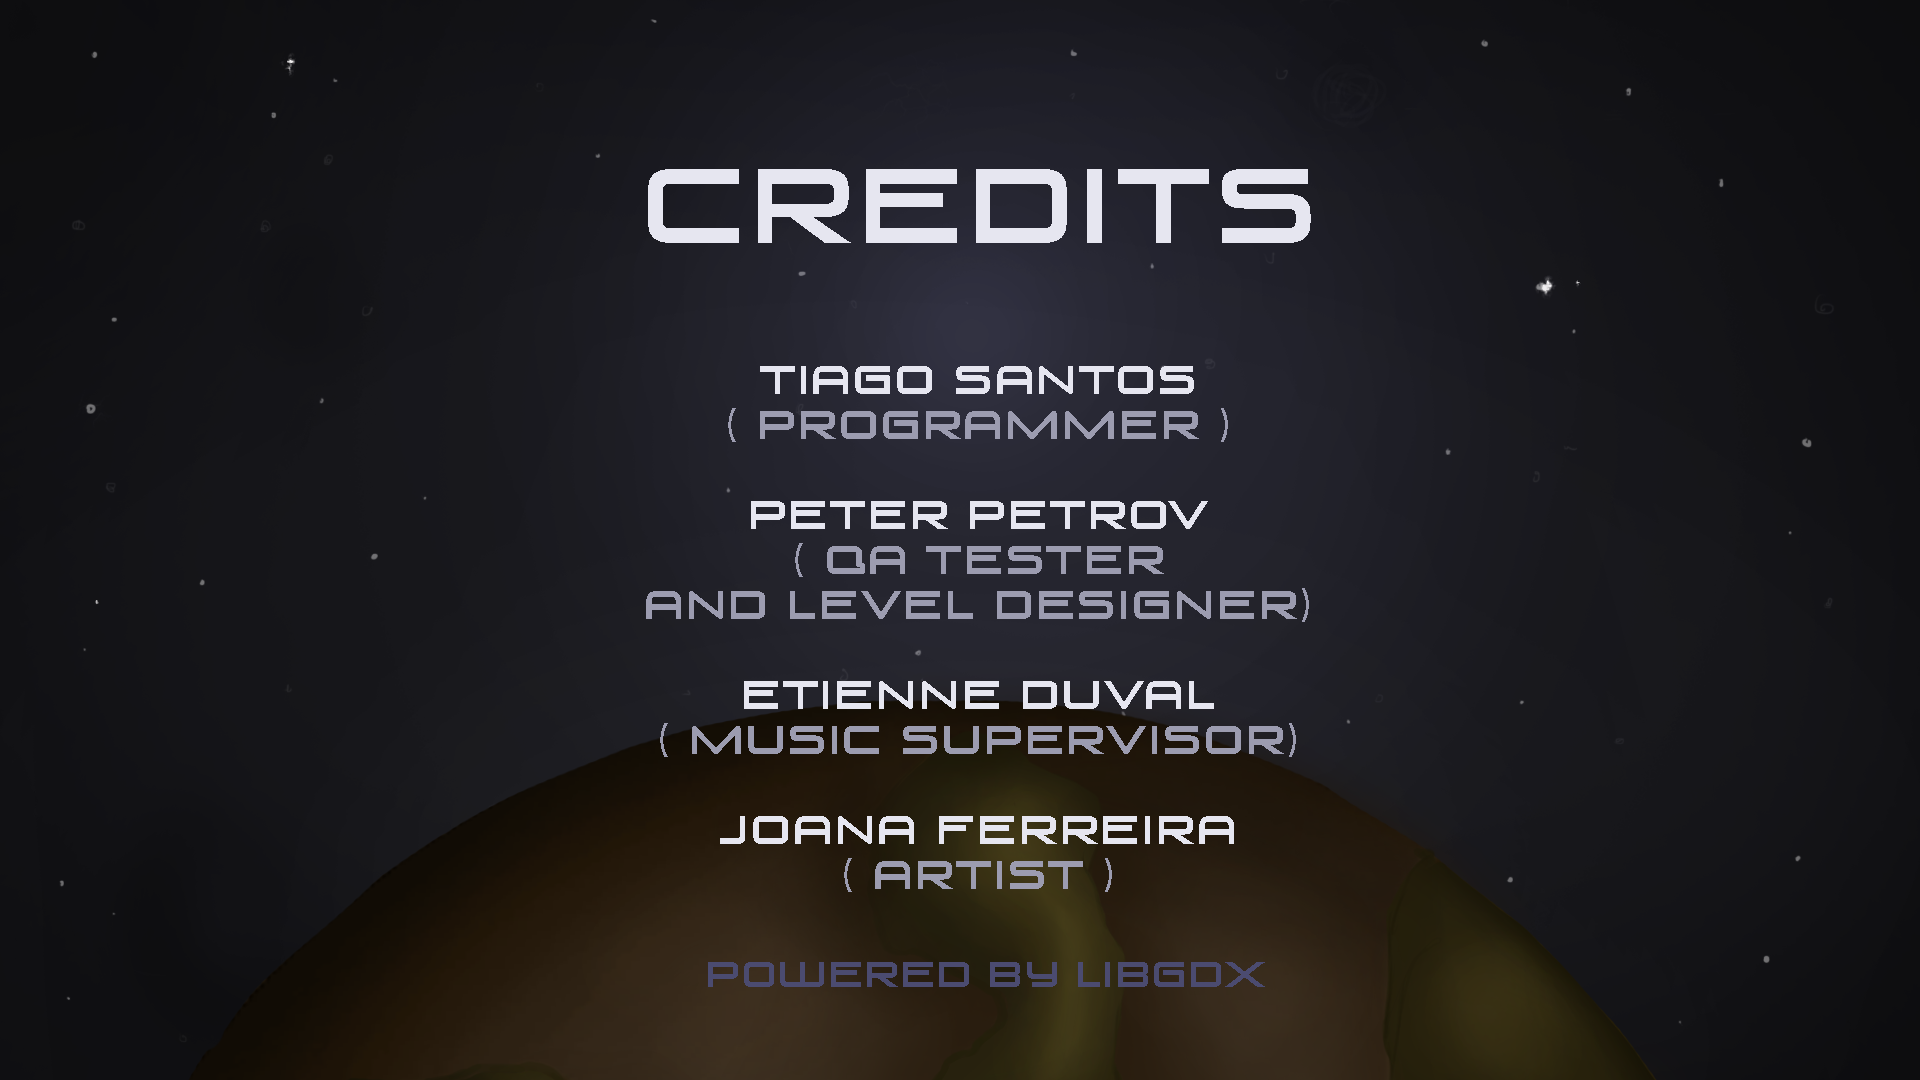 CREDITS
TIAGO SANTOS
( PROGRAMMER )
PETER PETROV
( QA TESTER
AND LEVEL DESIGNER)
ETIENNE DUVAL
( MUSIC SUPERVISOR)
JOANA FERREIRA
( ARTIST )
POWERED BY LIBGDX